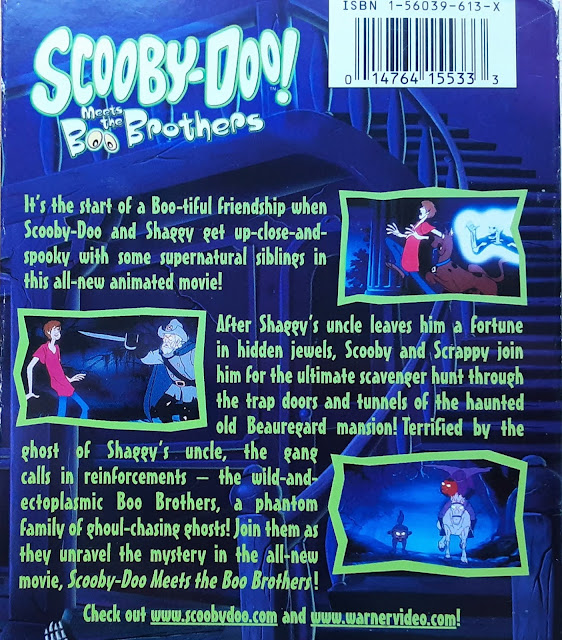 ISBN 1-56039-613-X
0 14764 15533 3
SCOOBY-DOO!
Meets
the
Boo Brothers
It's the start of a Boo-tiful friendship when
Scooby-Doo and Shaggy get up-close-and-
spooky with some supernatural siblings in
this all-new animated movie!
After Shaggy's uncle leaves him a fortune
in hidden jewels, Scooby and Scrappy join
him for the ultimate scavenger hunt through
the trap doors and tunnels of the haunted
old Beauregard mansion! Terrified by the
ghost of Shaggy's uncle, the gang
calls in reinforcements — the wild-and-
ectoplasmic Boo Brothers, a phantom
family of ghoul-chasing ghosts! Join them as
they unravel the mystery in the all-new
movie, Scooby-Doo Meets the Boo Brothers!
Check out www.scoobydoo.com and www.warnervideo.com!